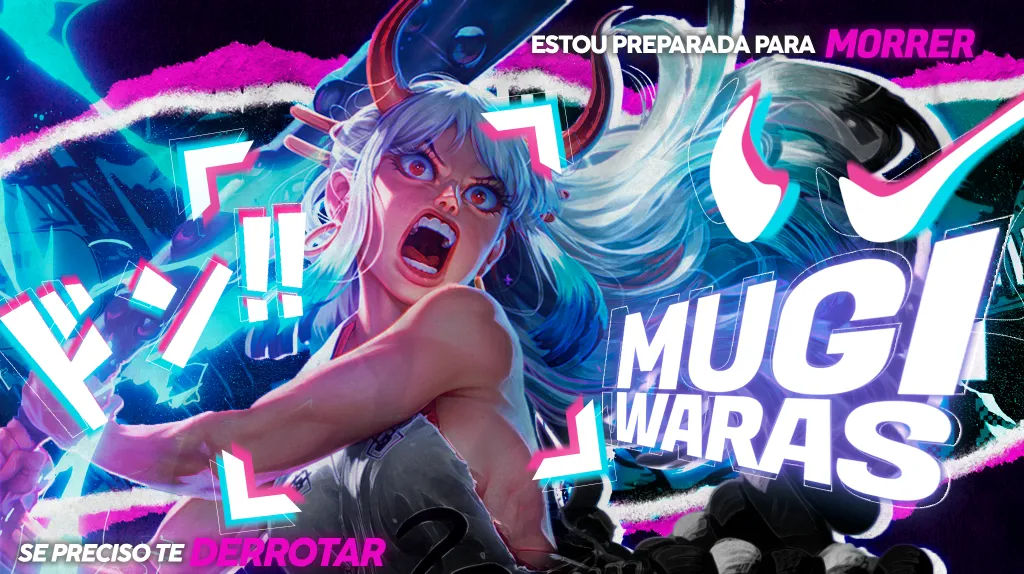 ESTOU PREPARADA PARA MORRER
ドン!!
MUGI
WARAS
SE PRECISO TE DERROTAR